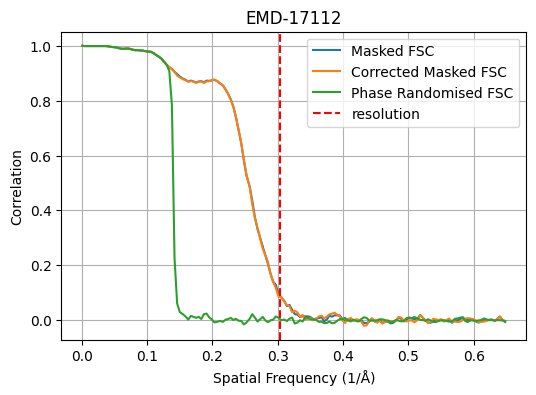 EMD-17112
Masked FSC
Corrected Masked FSC
Phase Randomised FSC
resolution
Correlation
1.0
0.8
0.6
0.4
0.2
0.0
0.0 0.1 0.2 0.3 0.4 0.5 0.6
Spatial Frequency (1/Å)